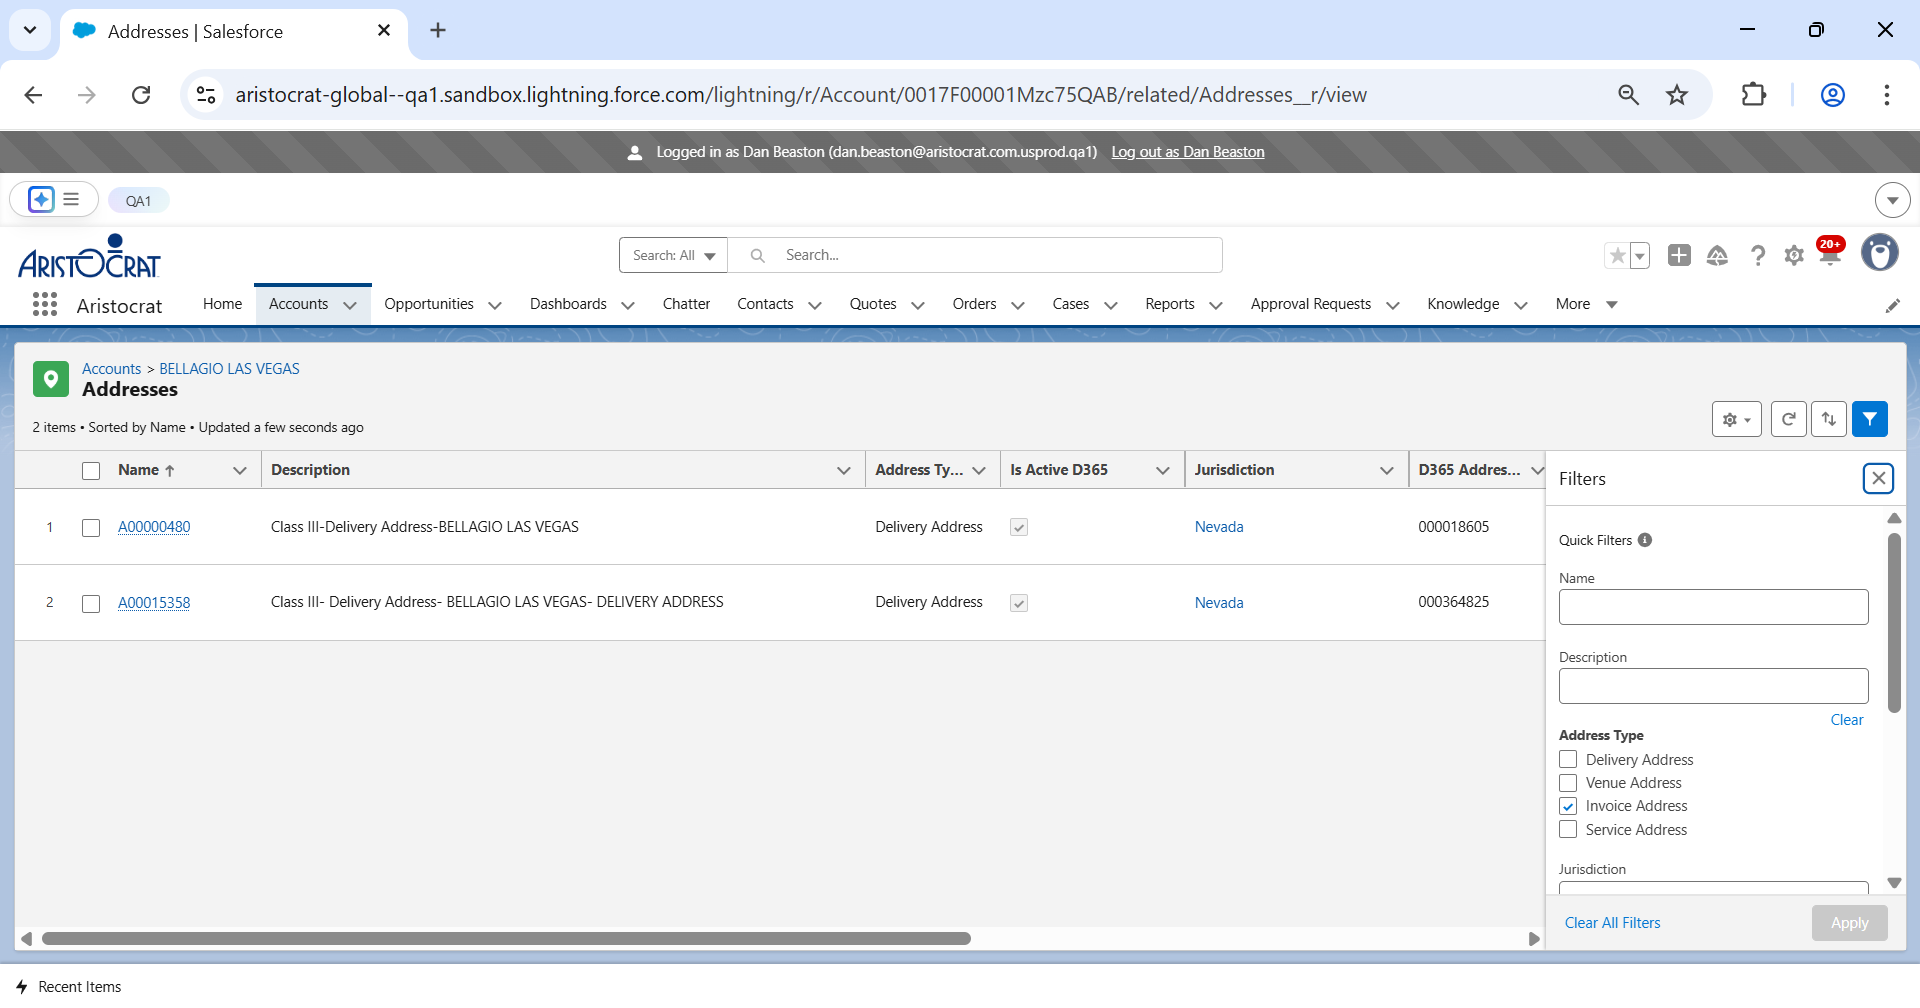 Addresses | Salesforce
aristocrat-global--qa1.sandbox.lightning.force.com/lightning/r/Account/0017F00001Mzc75QAB/related/Addresses__r/view
Logged in as Dan Beaston (dan.beaston@aristocrat.com.usprod.qa1) Log out as Dan Beaston
QA1
ARISTOCRAT
Search: All
Search...
20+
Aristocrat
Home
Accounts
Opportunities
Dashboards
Chatter
Contacts
Quotes
Orders
Cases
Reports
Approval Requests
Knowledge
More
Accounts > BELLAGIO LAS VEGAS
Addresses
2 items • Sorted by Name • Updated a few seconds ago
Name
Description
Address Ty...
Is Active D365
Jurisdiction
D365 Addres...
1 A00000480 Class III-Delivery Address-BELLAGIO LAS VEGAS Delivery Address Nevada 000018605
2 A00015358 Class III- Delivery Address- BELLAGIO LAS VEGAS- DELIVERY ADDRESS Delivery Address Nevada 000364825
Filters
Quick Filters
Name
Description
Clear
Address Type
Delivery Address
Venue Address
Invoice Address
Service Address
Jurisdiction
Clear All Filters
Apply
Recent Items